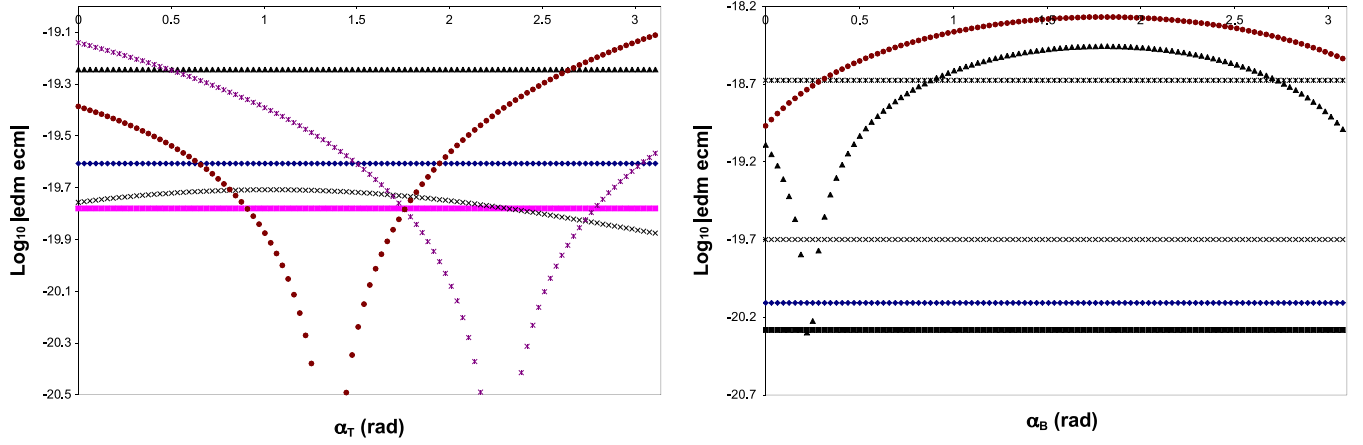 0 0.5 1 1.5 2 2.5 3
-19.1
-19.3
-19.5
-19.7
-19.9
-20.1
-20.3
-20.5
Log₁₀|edm ecm|
α_T (rad)
0 0.5 1 1.5 2 2.5 3
-18.2
-18.7
-19.2
-19.7
-20.2
-20.7
Log₁₀|edm ecm|
α_B (rad)